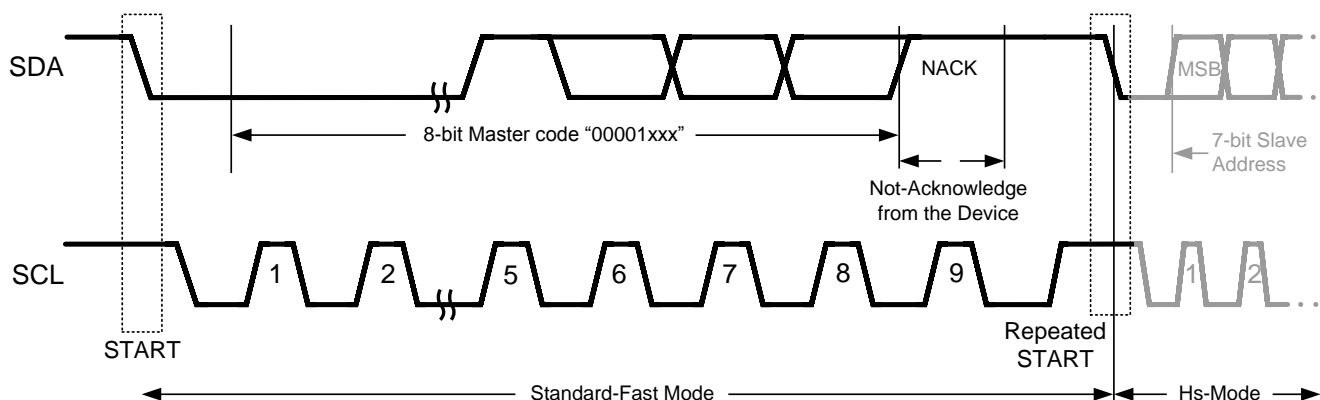 SDA
NACK
MSB
8-bit Master code “00001xxx”
7-bit Slave
Address
Not-Acknowledge
from the Device
SCL
1
2
5
6
7
8
9
1
2
START
Repeated
START
Standard-Fast Mode
Hs-Mode